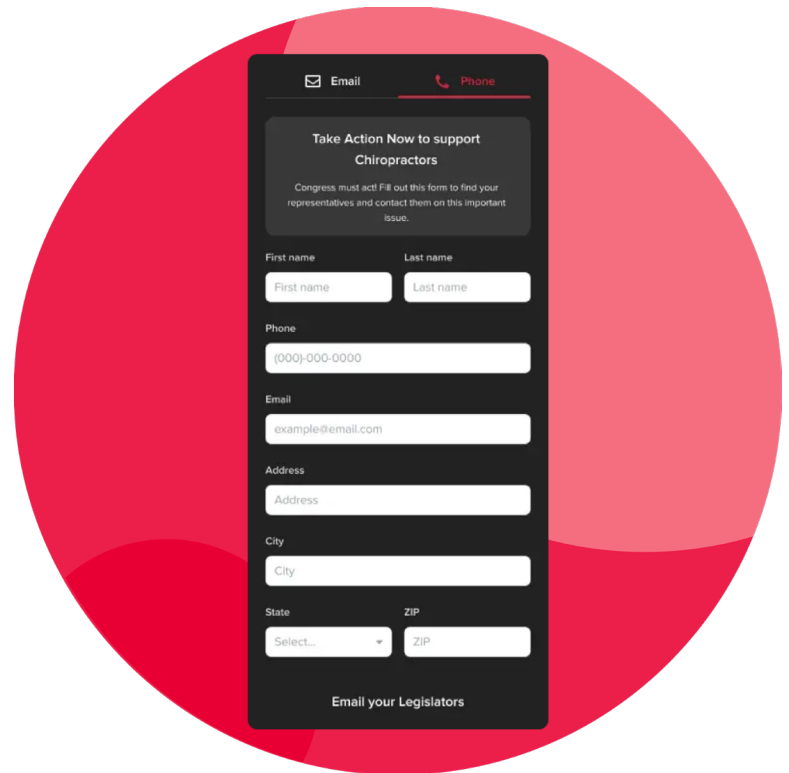 Email
Phone
Take Action Now to support
Chiropractors
Congress must act! Fill out this form to find your
representatives and contact them on this important
issue.
First name
Last name
First name
Last name
Phone
(000)-000-0000
Email
example@email.com
Address
Address
City
City
State
ZIP
Select...
ZIP
Email your Legislators